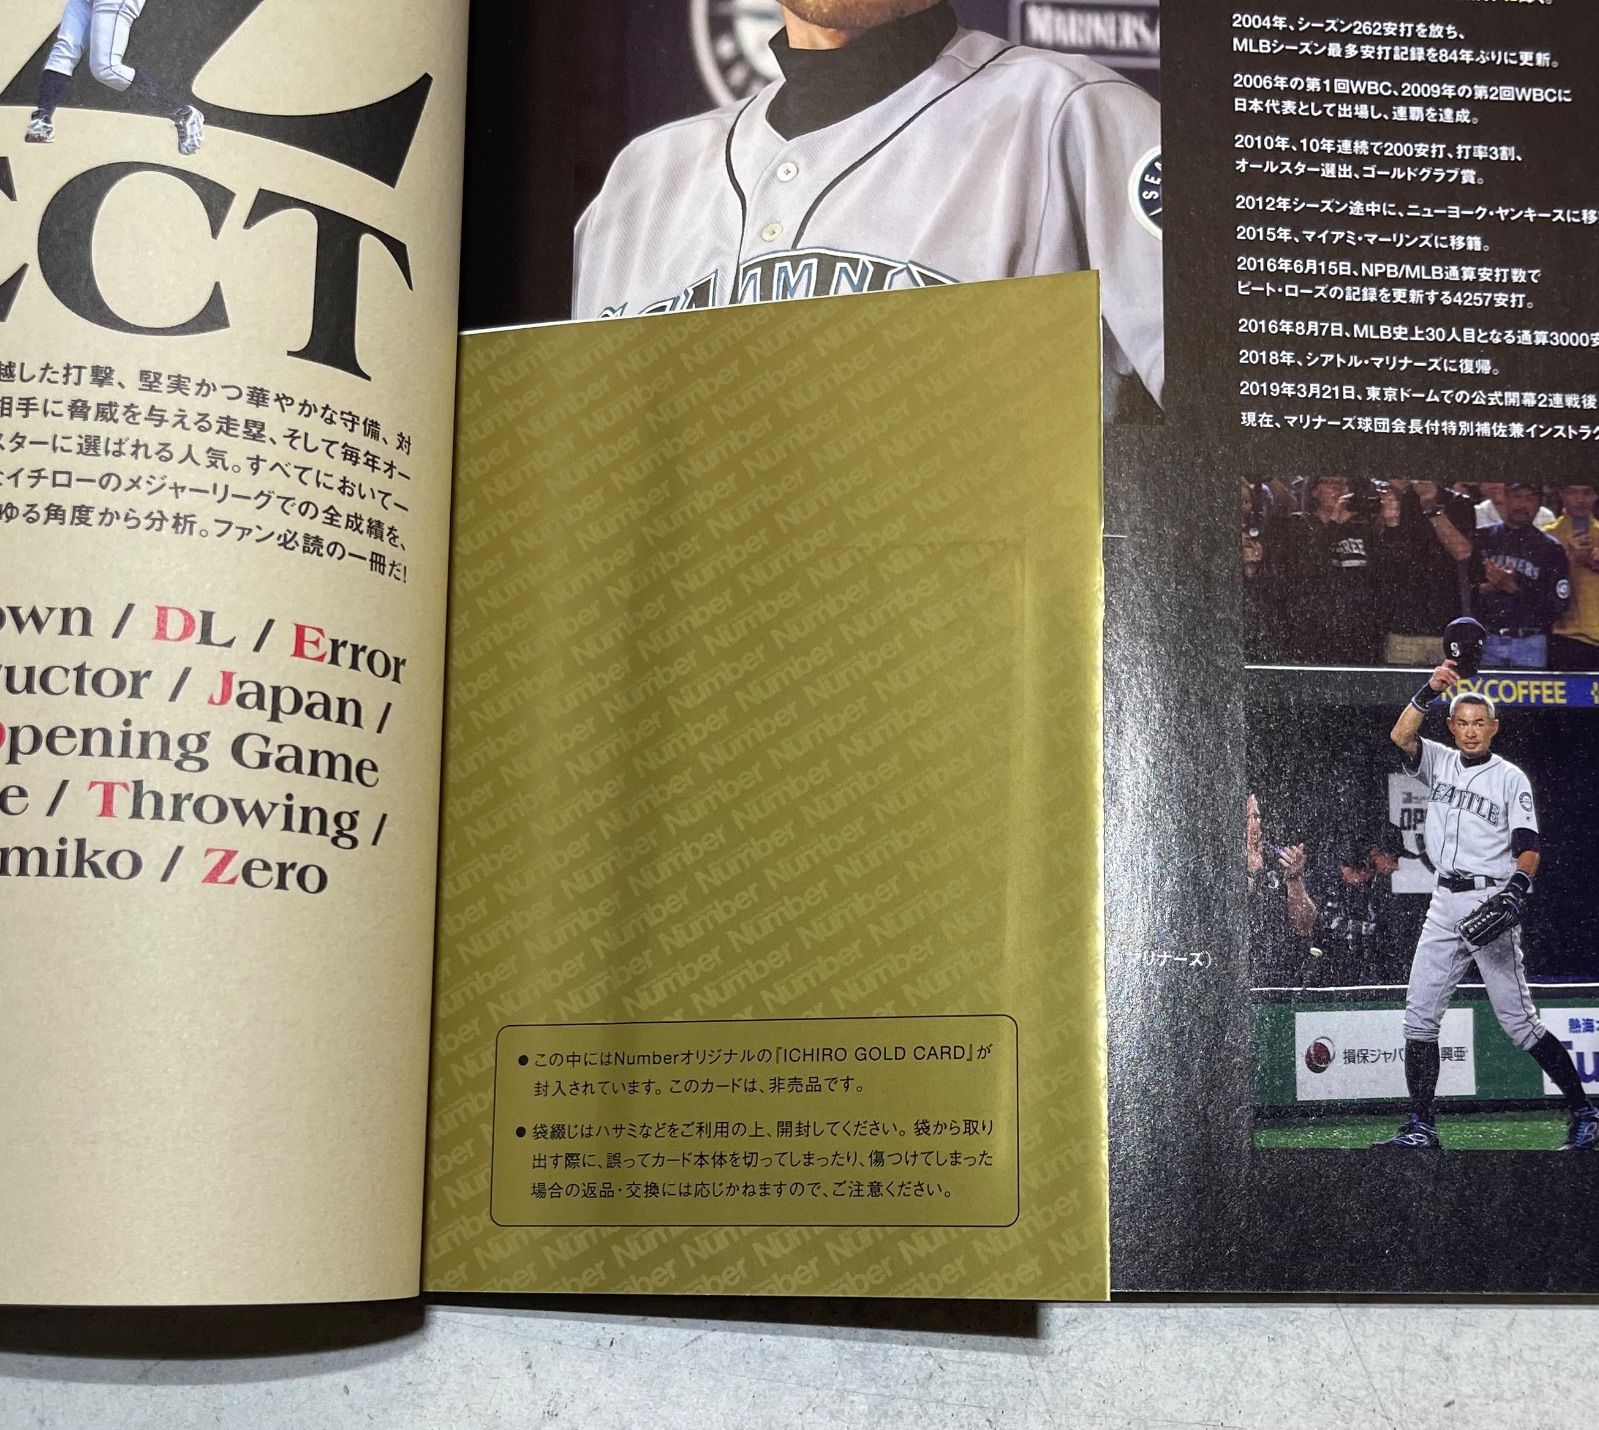 ECT
越した打撃、堅実かつ華やかな守備、対
相手に脅威を与える走塁、そして毎年オー
スターに選ばれる人気。すべてにおいて一
イチローのメジャーリーグでの全成績を、
ゆる角度から分析。ファン必読の一冊だ!
own / DL / Error
ructor / Japan /
Opening Game
e / Throwing /
miko / Zero
MARINERS
Number
●この中にはNumberオリジナルの『ICHIRO GOLD CARD』が
封入されています。このカードは、非売品です。
●袋綴じはハサミなどをご利用の上、開封してください。袋から取り
出す際に、誤ってカード本体を切ってしまったり、傷つけてしまった
場合の返品・交換には応じかねますので、ご注意ください。
2004年、シーズン262安打を放ち、
MLBシーズン最多安打記録を84年ぶりに更新。
2006年の第1回WBC、2009年の第2回WBCに
日本代表として出場し、連覇を達成。
2010年、10年連続で200安打、打率3割、
オールスター選出、ゴールドグラブ賞。
2012年シーズン途中に、ニューヨーク・ヤンキースに移
2015年、マイアミ・マーリンズに移籍。
2016年6月15日、NPB/MLB通算安打数で
ピート・ローズの記録を更新する4257安打。
2016年8月7日、MLB史上30人目となる通算3000安
2018年、シアトル・マリナーズに復帰。
2019年3月21日、東京ドームでの公式開幕2連戦後
現在、マリナーズ球団会長付特別補佐兼インストラク
マリナーズ）
KEY COFFEE
SEATTLE
損保ジャパ 興亜
熱海